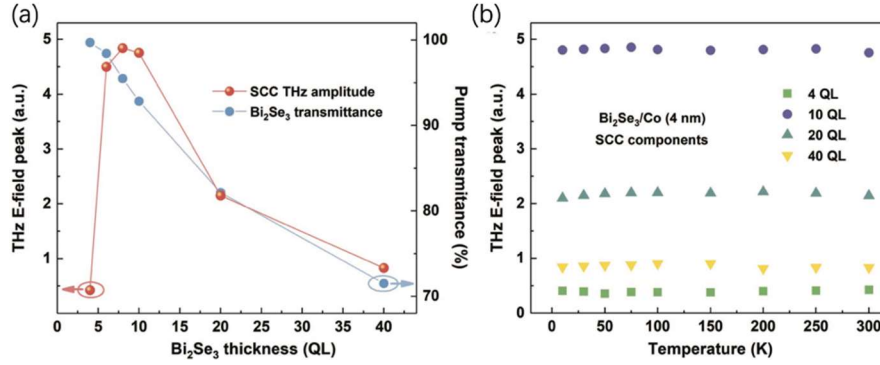 (a)
5
4
3
2
1
THz E-field peak (a.u.)
SCC THz amplitude
Bi₂Se₃ transmittance
100
90
80
70
Pump transmitance (%)
0 5 10 15 20 25 30 35 40
Bi₂Se₃ thickness (QL)
(b)
5
4
3
2
1
THz E-field peak (a.u.)
Bi₂Se₃/Co (4 nm)
SCC components
4 QL
10 QL
20 QL
40 QL
0 50 100 150 200 250 300
Temperature (K)